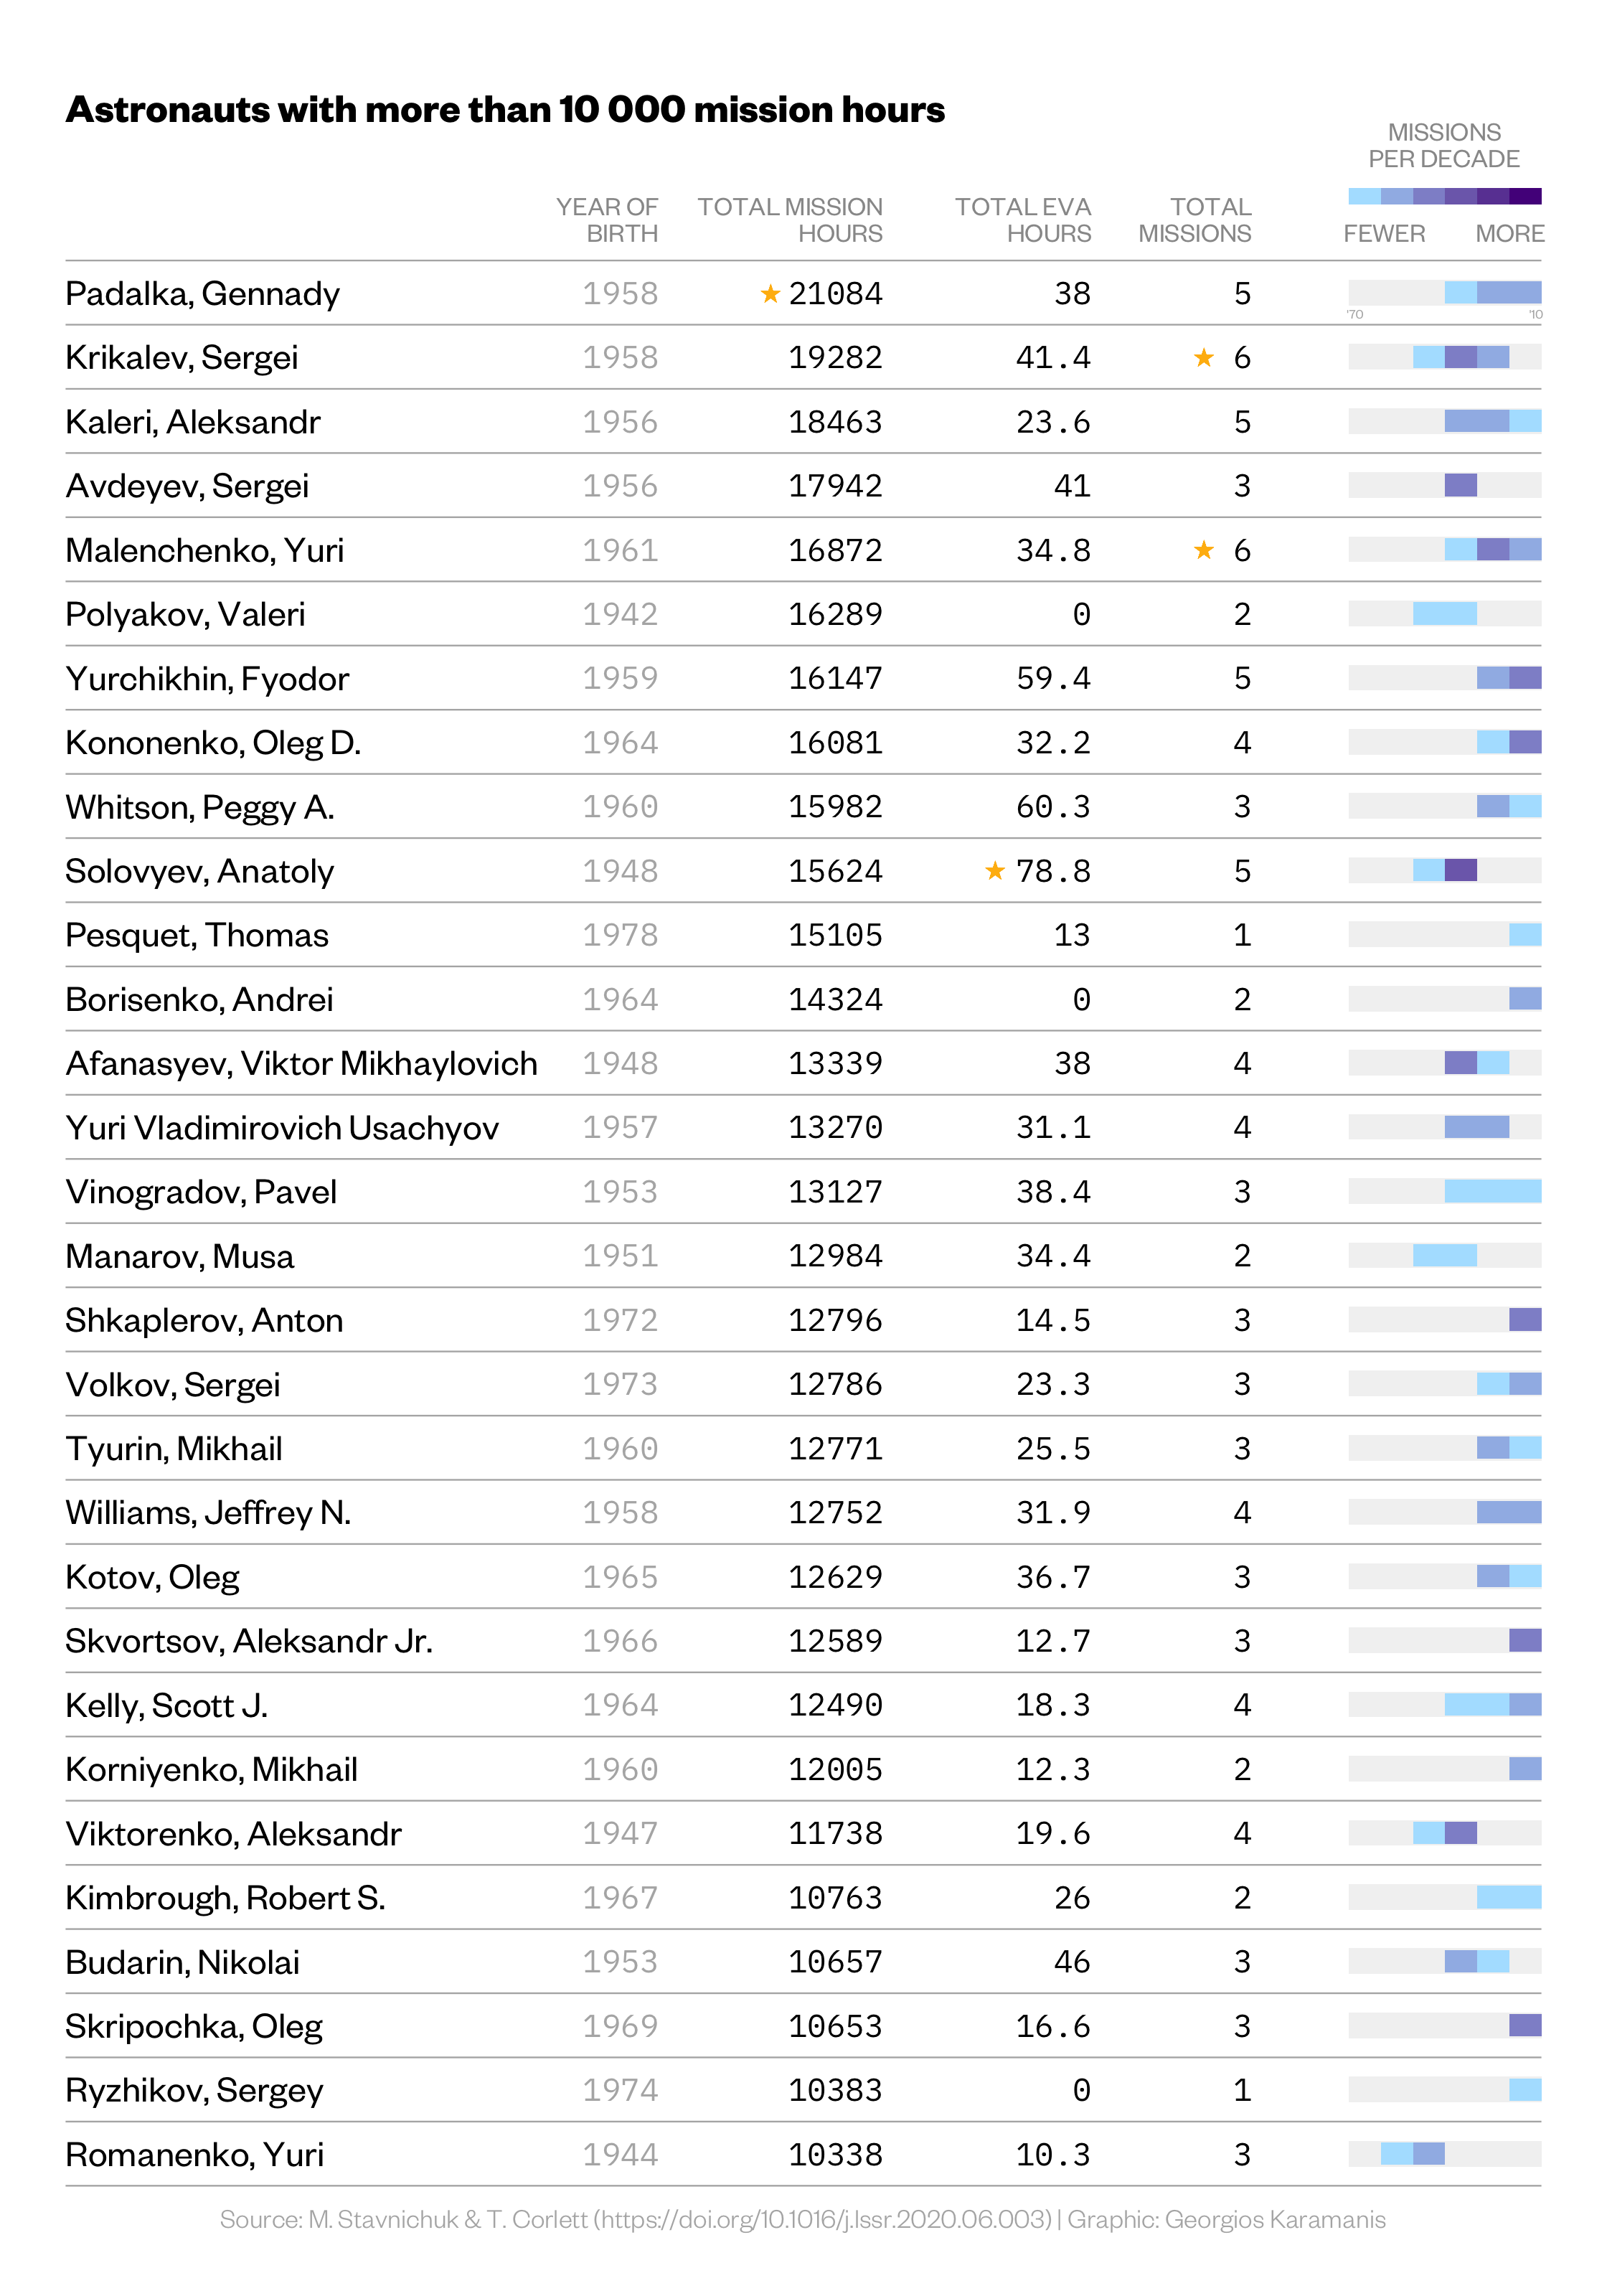 Astronauts with more than 10 000 mission hours
MISSIONS
PER DECADE
YEAR OF BIRTH TOTAL MISSION HOURS TOTAL EVA HOURS TOTAL MISSIONS FEWER MORE
Padalka, Gennady 1958 ★ 21084 38 5
'70 '10
Krikalev, Sergei 1958 19282 41.4 ★ 6
Kaleri, Aleksandr 1956 18463 23.6 5
Avdeyev, Sergei 1956 17942 41 3
Malenchenko, Yuri 1961 16872 34.8 ★ 6
Polyakov, Valeri 1942 16289 0 2
Yurchikhin, Fyodor 1959 16147 59.4 5
Kononenko, Oleg D. 1964 16081 32.2 4
Whitson, Peggy A. 1960 15982 60.3 3
Solovyev, Anatoly 1948 15624 ★ 78.8 5
Pesquet, Thomas 1978 15105 13 1
Borisenko, Andrei 1964 14324 0 2
Afanasyev, Viktor Mikhaylovich 1948 13339 38 4
Yuri Vladimirovich Usachyov 1957 13270 31.1 4
Vinogradov, Pavel 1953 13127 38.4 3
Manarov, Musa 1951 12984 34.4 2
Shkaplerov, Anton 1972 12796 14.5 3
Volkov, Sergei 1973 12786 23.3 3
Tyurin, Mikhail 1960 12771 25.5 3
Williams, Jeffrey N. 1958 12752 31.9 4
Kotov, Oleg 1965 12629 36.7 3
Skvortsov, Aleksandr Jr. 1966 12589 12.7 3
Kelly, Scott J. 1964 12490 18.3 4
Korniyenko, Mikhail 1960 12005 12.3 2
Viktorenko, Aleksandr 1947 11738 19.6 4
Kimbrough, Robert S. 1967 10763 26 2
Budarin, Nikolai 1953 10657 46 3
Skripochka, Oleg 1969 10653 16.6 3
Ryzhikov, Sergey 1974 10383 0 1
Romanenko, Yuri 1944 10338 10.3 3
Source: M. Stavnichuk & T. Corlett (https://doi.org/10.1016/j.lssr.2020.06.003) | Graphic: Georgios Karamanis